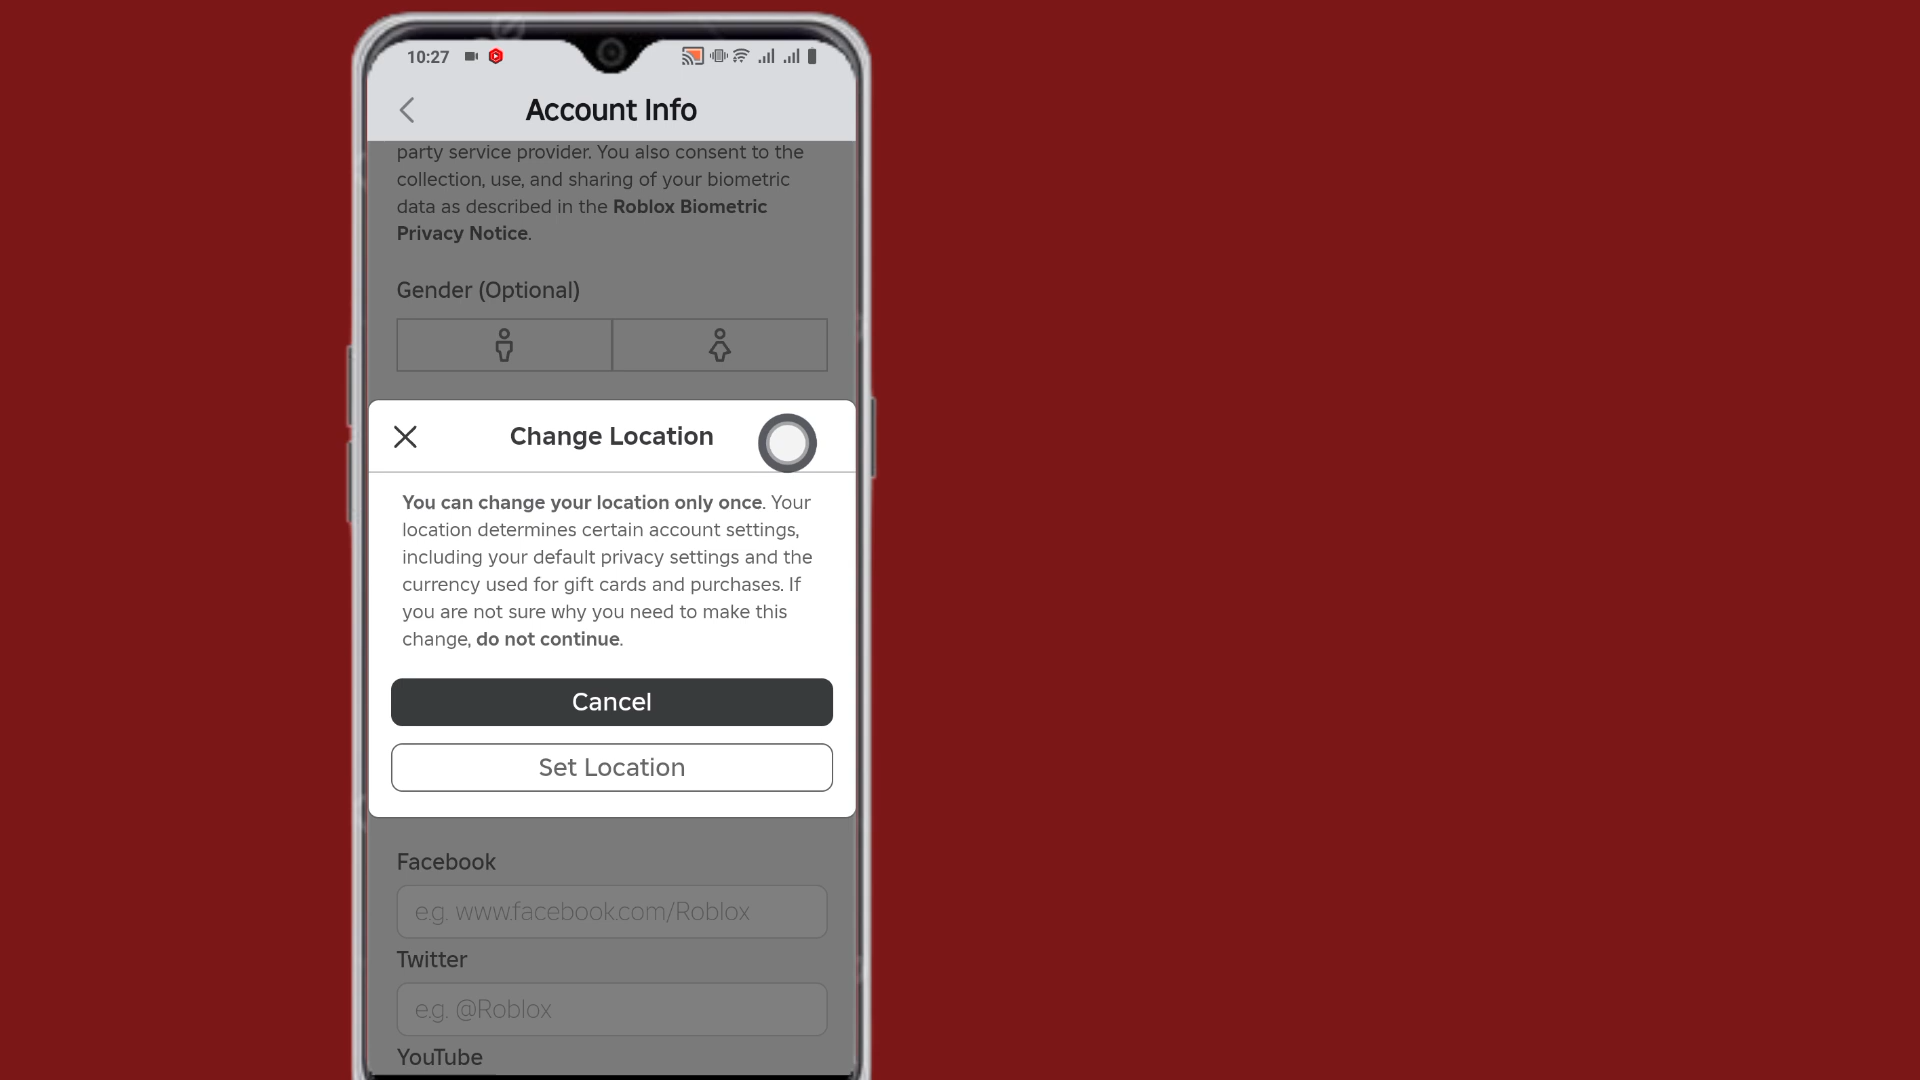 10:27
Account Info
party service provider. You also consent to the
collection, use, and sharing of your biometric
data as described in the Roblox Biometric
Privacy Notice.
Gender (Optional)
Change Location
You can change your location only once. Your
location determines certain account settings,
including your default privacy settings and the
currency used for gift cards and purchases. If
you are not sure why you need to make this
change, do not continue.
Cancel
Set Location
Facebook
e.g. www.facebook.com/Roblox
Twitter
e.g. @Roblox
YouTube